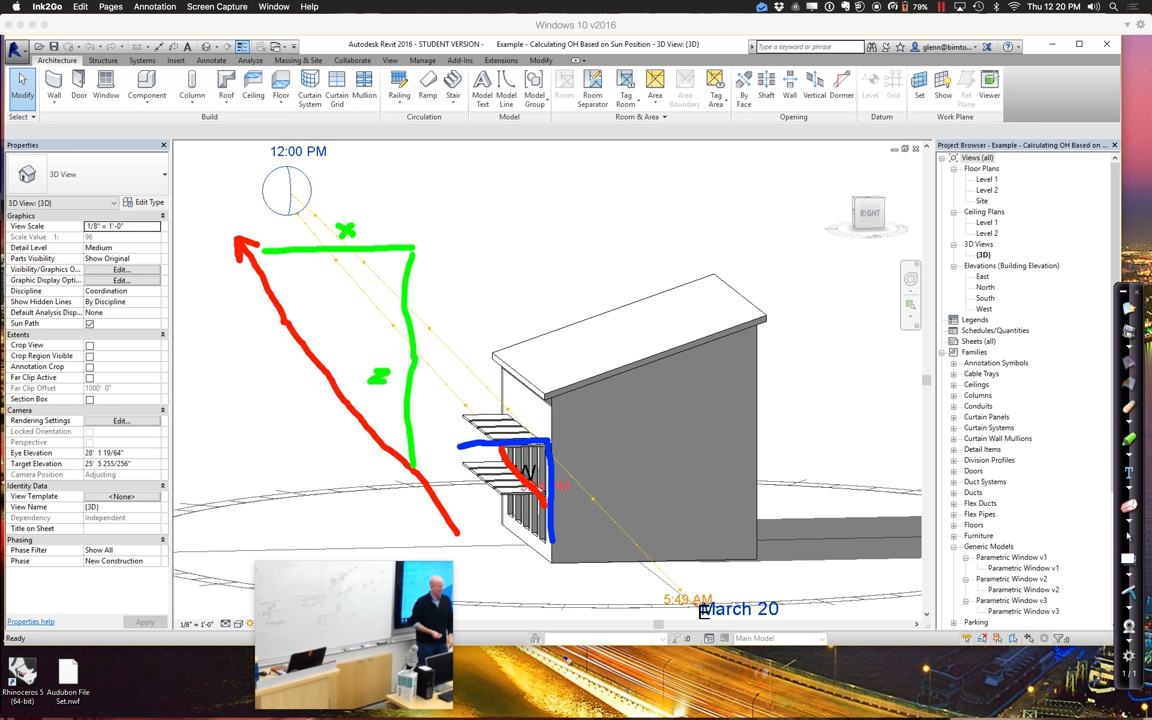 Ink2Go Edit Pages Annotation Screen Capture Window Help 79% Thu 12 20 PM
Windows 10 v2016
Autodesk Revit 2016 - STUDENT VERSION - Example - Calculating OH Based on Sun Position - 3D View: {3D}
Type a keyword or phrase
glenn@bimto...
Architecture Structure Systems Insert Annotate Analyze Massing & Site Collaborate View Manage Add-Ins Extensions Modify
Modify Wall Door Window Component Column Roof Ceiling Floor Curtain System Curtain Grid Mullion Railing Ramp Stair Model Text Model Line Model Group Room Room Separator Tag Room Area Area Boundary Tag Area By Face Shaft Wall Vertical Dormer Level Grid Set Show Ref Plane Viewer
Select Build Circulation Model Room & Area Opening Datum Work Plane
Properties
3D View
3D View: {3D} Edit Type
Graphics
View Scale 1/8" = 1'-0"
Scale Value 1: 96
Detail Level Medium
Parts Visibility Show Original
Visibility/Graphics O... Edit...
Graphic Display Opti... Edit...
Discipline Coordination
Show Hidden Lines By Discipline
Default Analysis Disp... None
Sun Path
Extents
Crop View
Crop Region Visible
Annotation Crop
Far Clip Active
Far Clip Offset 1000' 0"
Section Box
Camera
Rendering Settings Edit...
Locked Orientation
Perspective
Eye Elevation 28' 1 19/64"
Target Elevation 25' 5 255/256"
Camera Position Adjusting
Identity Data
View Template <None>
View Name {3D}
Dependency Independent
Title on Sheet
Phasing
Phase Filter Show All
Phase New Construction
Properties help Apply
12:00 PM
X
Z
RIGHT
W
5:49 AM
March 20
E
1/8" = 1'-0"
Project Browser - Example - Calculating OH Based on ...
Views (all)
Floor Plans
Level 1
Level 2
Site
Ceiling Plans
Level 1
Level 2
3D Views
{3D}
Elevations (Building Elevation)
East
North
South
West
Legends
Schedules/Quantities
Sheets (all)
Families
Annotation Symbols
Cable Trays
Ceilings
Columns
Conduits
Curtain Panels
Curtain Systems
Curtain Wall Mullions
Detail Items
Division Profiles
Doors
Duct Systems
Ducts
Flex Ducts
Flex Pipes
Floors
Furniture
Generic Models
Parametric Window v1
Parametric Window v1
Parametric Window v2
Parametric Window v2
Parametric Window v3
Parametric Window v3
Parking
Ready
:0 Main Model :0
1 / 1
Rhinoceros 5 (64-bit)
Audubon File Set.nwf